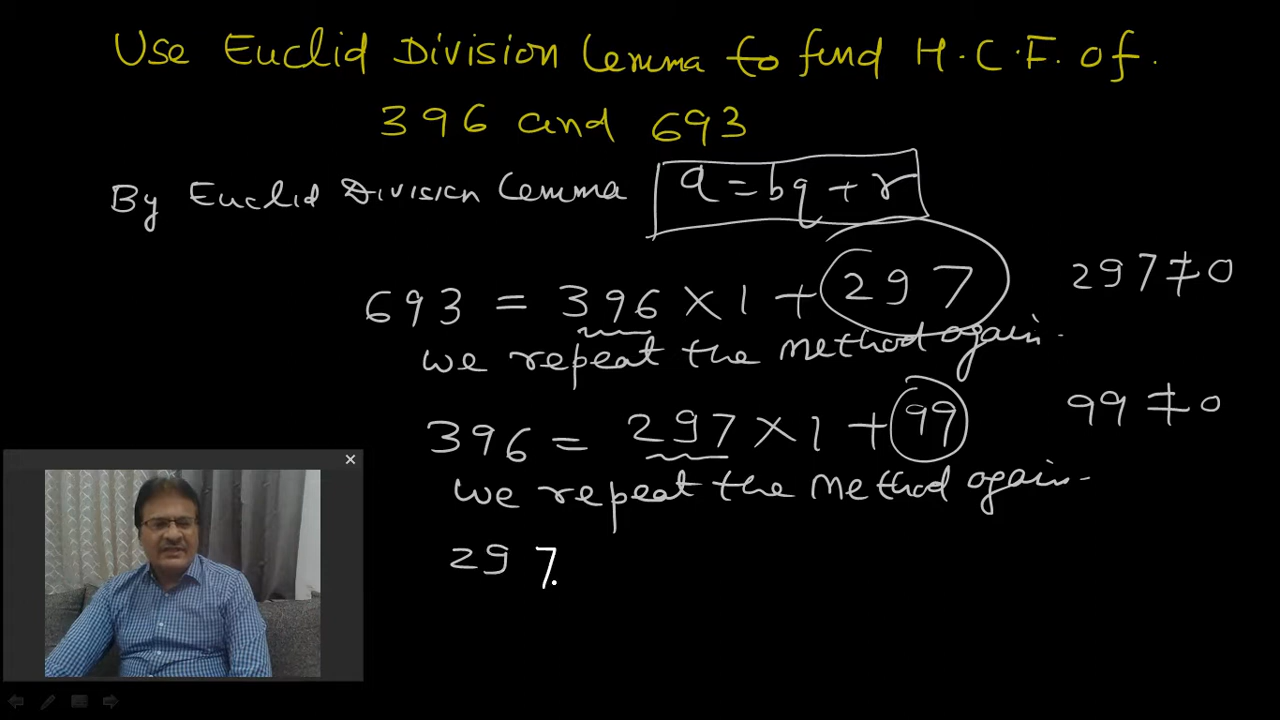 Use Euclid Division Lemma to find H.C.F. of.
396 and 693
By Euclid Division Lemma a = bq + r
693 = 396 × 1 + 297 297 ≠ 0
we repeat the method again.
396 = 297 × 1 + 99 99 ≠ 0
we repeat the method again.
297